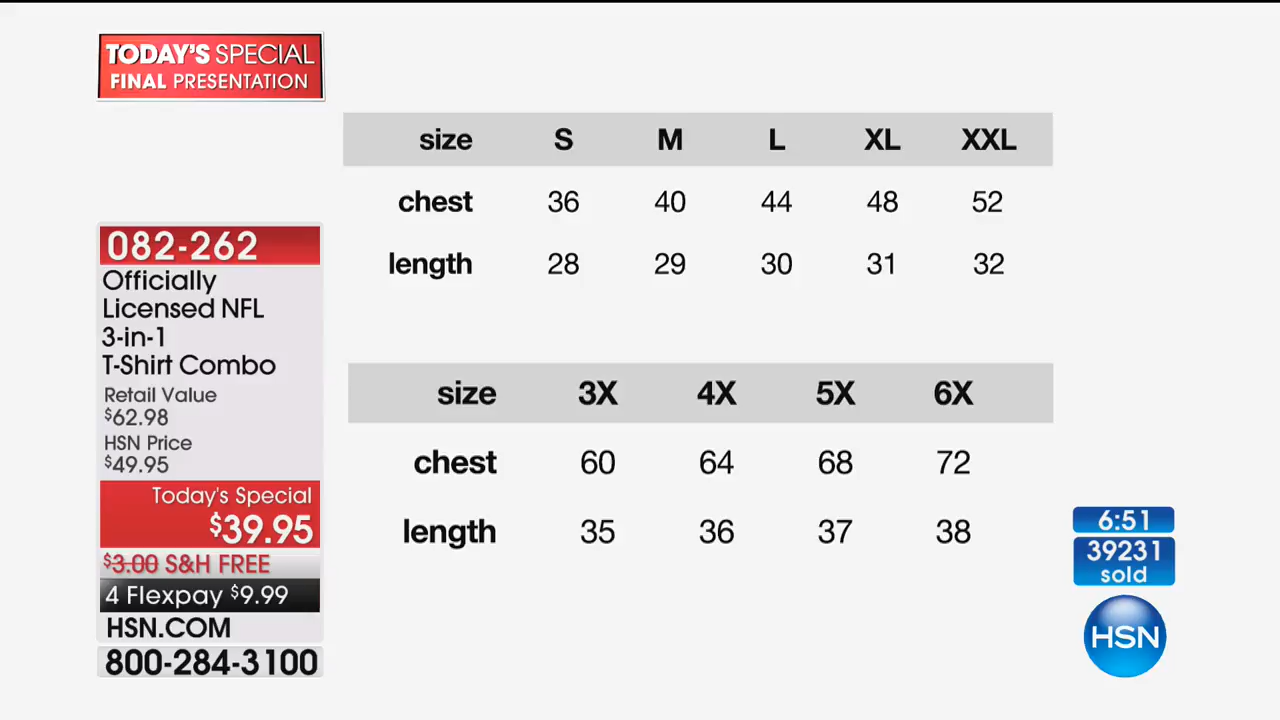 TODAY'S SPECIAL
FINAL PRESENTATION
size S M L XL XXL
chest 36 40 44 48 52
length 28 29 30 31 32
size 3X 4X 5X 6X
chest 60 64 68 72
length 35 36 37 38
082-262
Officially
Licensed NFL
3-in-1
T-Shirt Combo
Retail Value
$62.98
HSN Price
$49.95
Today's Special
$39.95
$3.00 S&H FREE
4 Flexpay $9.99
HSN.COM
800-284-3100
6:51
39231
sold
HSN